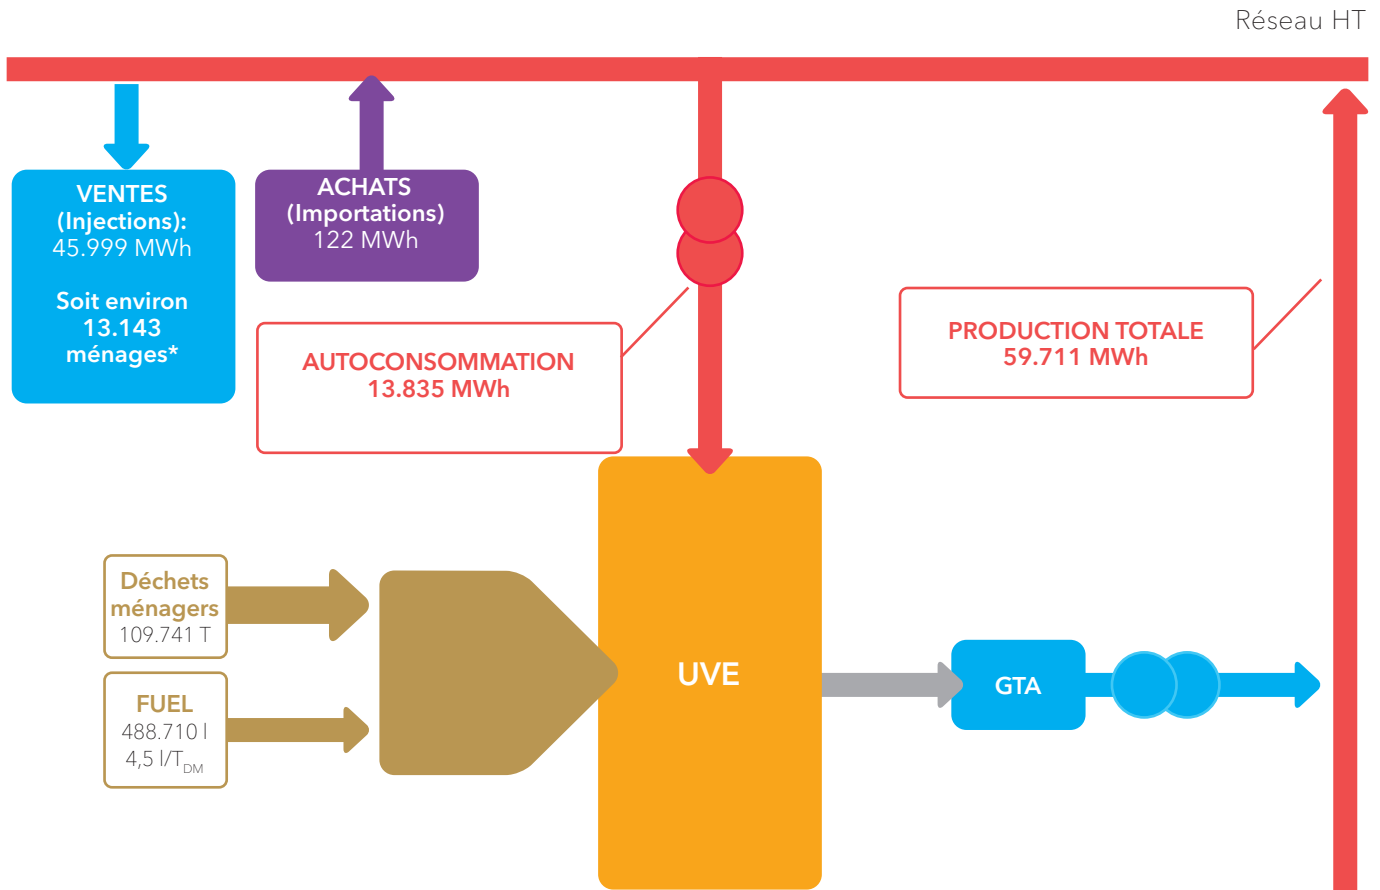 Réseau HT
VENTES
(Injections):
45.999 MWh
Soit environ
13.143
ménages*
ACHATS
(Importations)
122 MWh
AUTOCONSOMMATION
13.835 MWh
PRODUCTION TOTALE
59.711 MWh
Déchets
ménagers
109.741 T
FUEL
488.710 l
4,5 l/T_DM
UVE
GTA